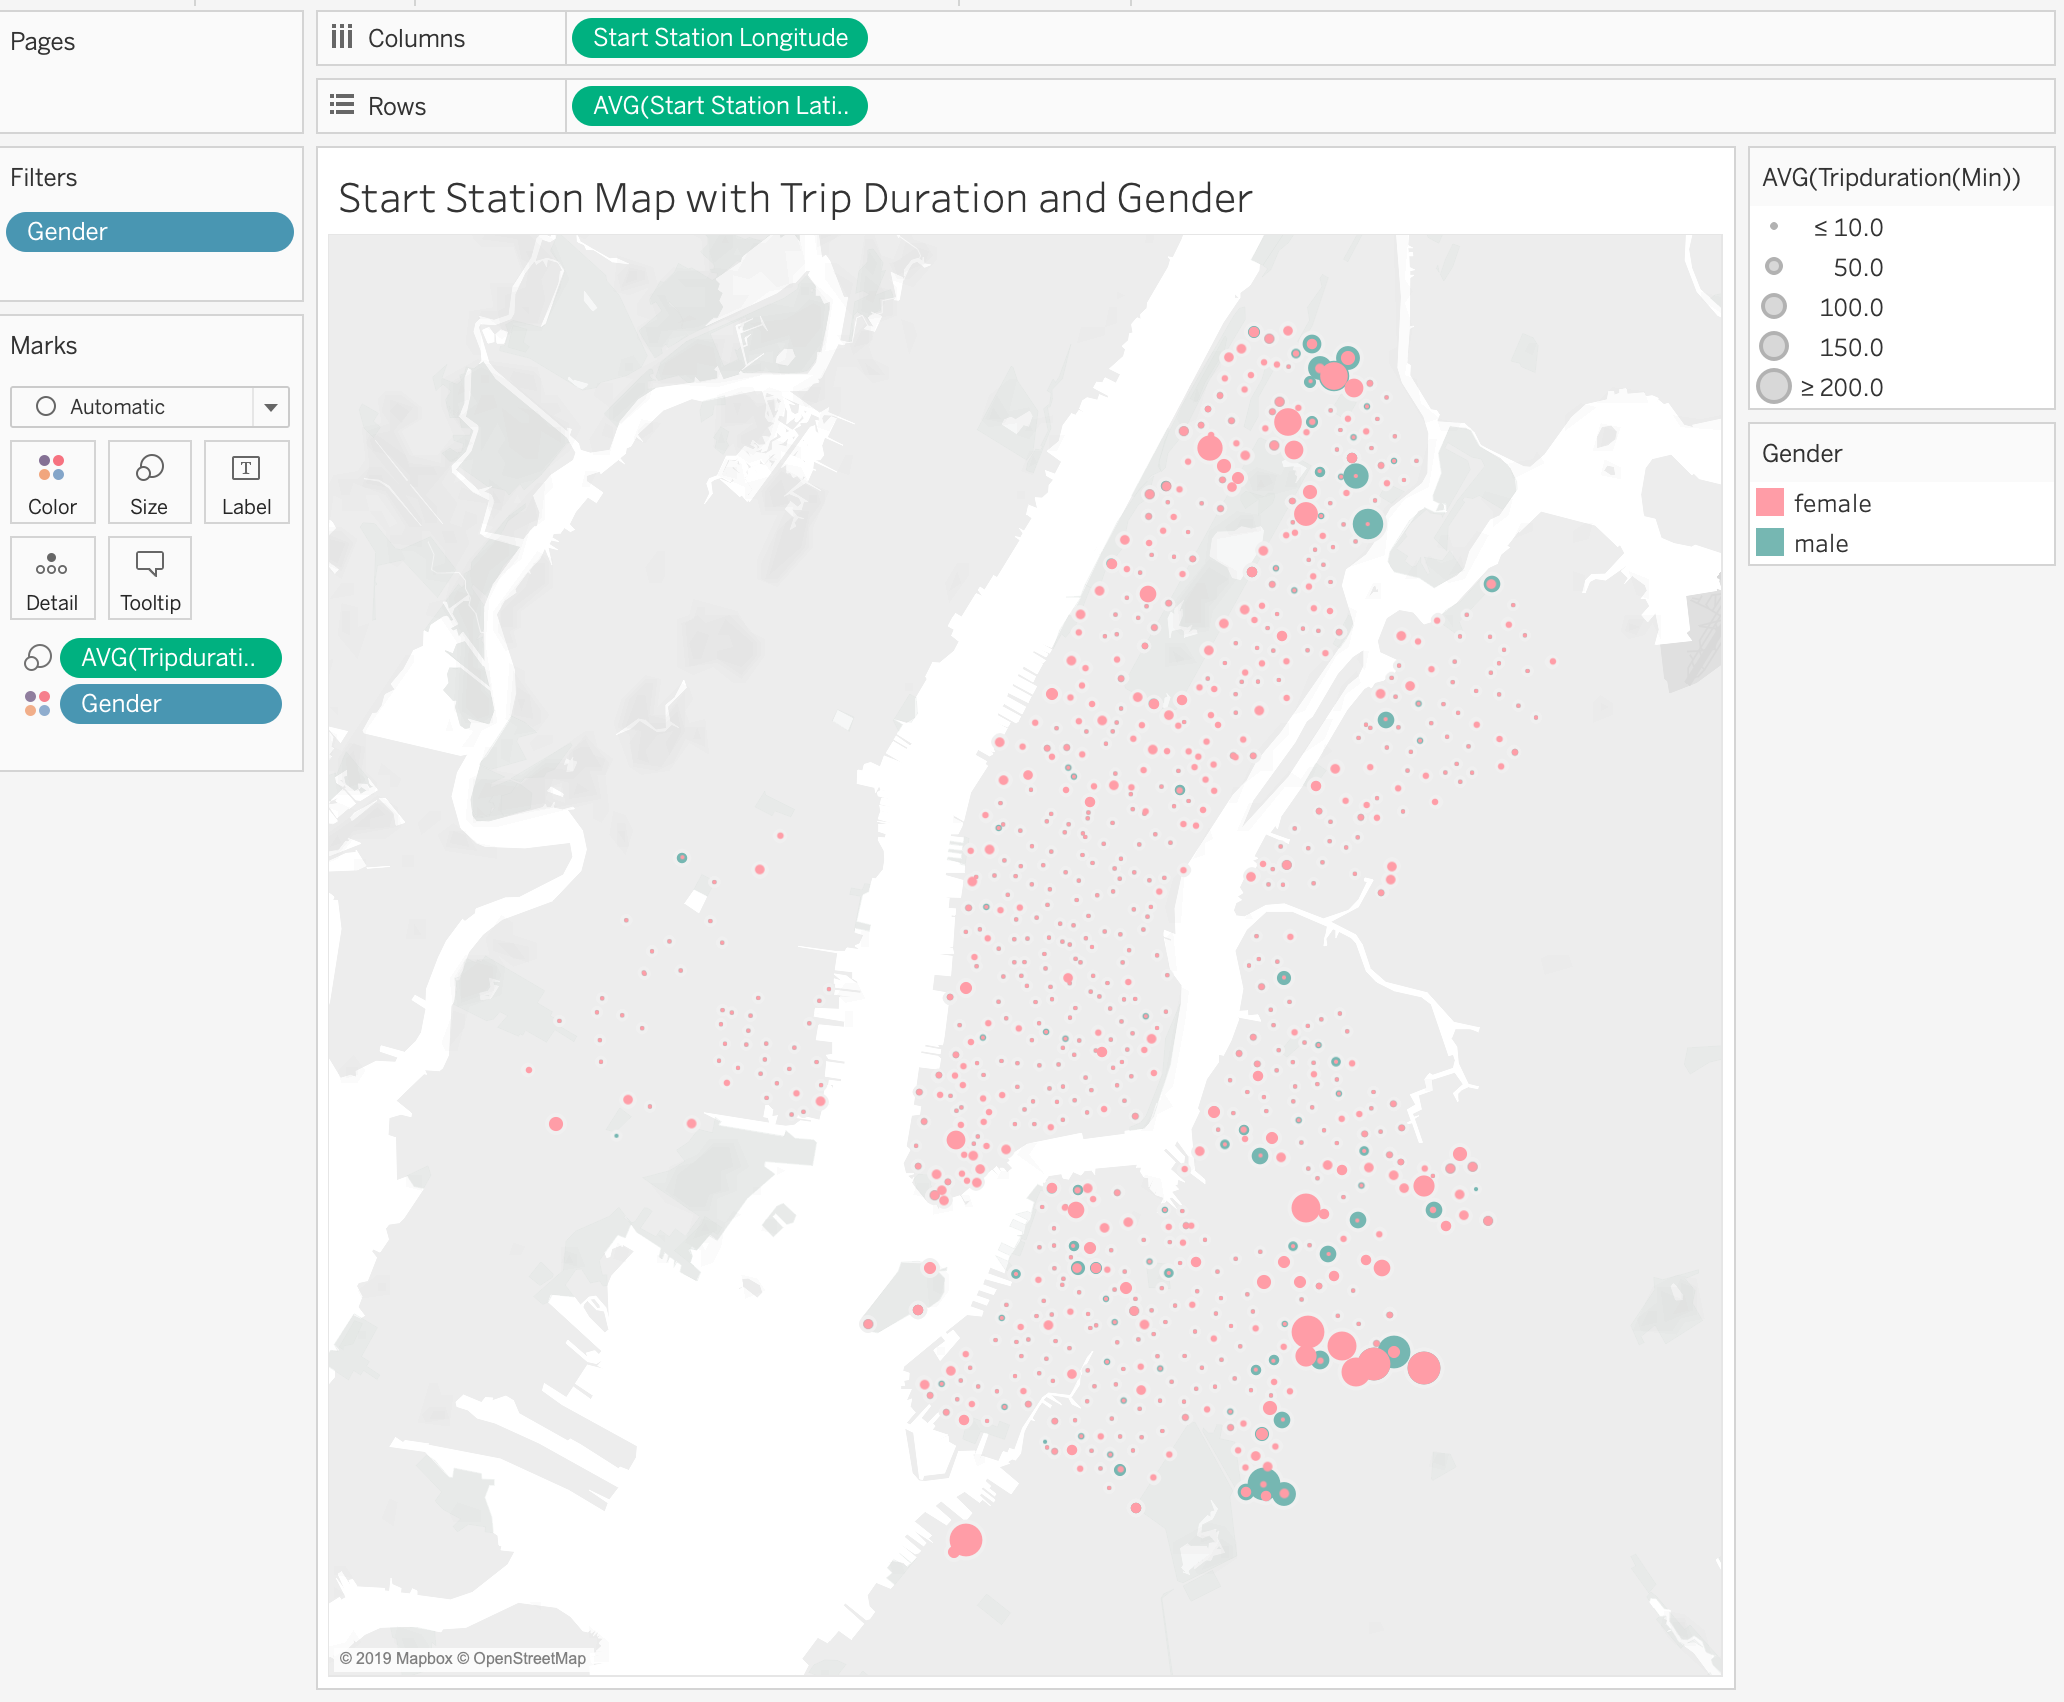 Pages
Columns
Start Station Longitude
Rows
AVG(Start Station Lati..
Filters
Gender
Marks
Automatic
Color
Size
Label
T
Detail
Tooltip
AVG(Tripdurati..
Gender
Start Station Map with Trip Duration and Gender
© 2019 Mapbox © OpenStreetMap
AVG(Tripduration(Min))
≤ 10.0
50.0
100.0
150.0
≥ 200.0
Gender
female
male